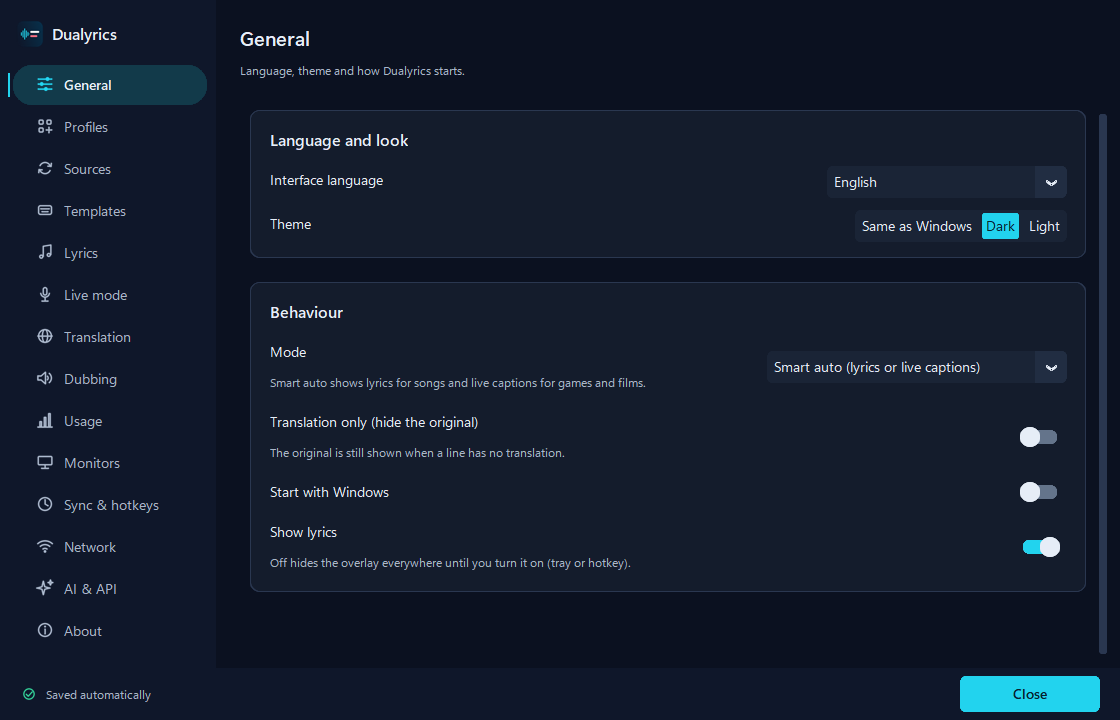 Dualyrics
General
Profiles
Sources
Templates
Lyrics
Live mode
Translation
Dubbing
Usage
Monitors
Sync & hotkeys
Network
AI & API
About
Saved automatically
General
Language, theme and how Dualyrics starts.
Language and look
Interface language
English
Theme
Same as Windows Dark Light
Behaviour
Mode
Smart auto shows lyrics for songs and live captions for games and films.
Smart auto (lyrics or live captions)
Translation only (hide the original)
The original is still shown when a line has no translation.
Start with Windows
Show lyrics
Off hides the overlay everywhere until you turn it on (tray or hotkey).
Close